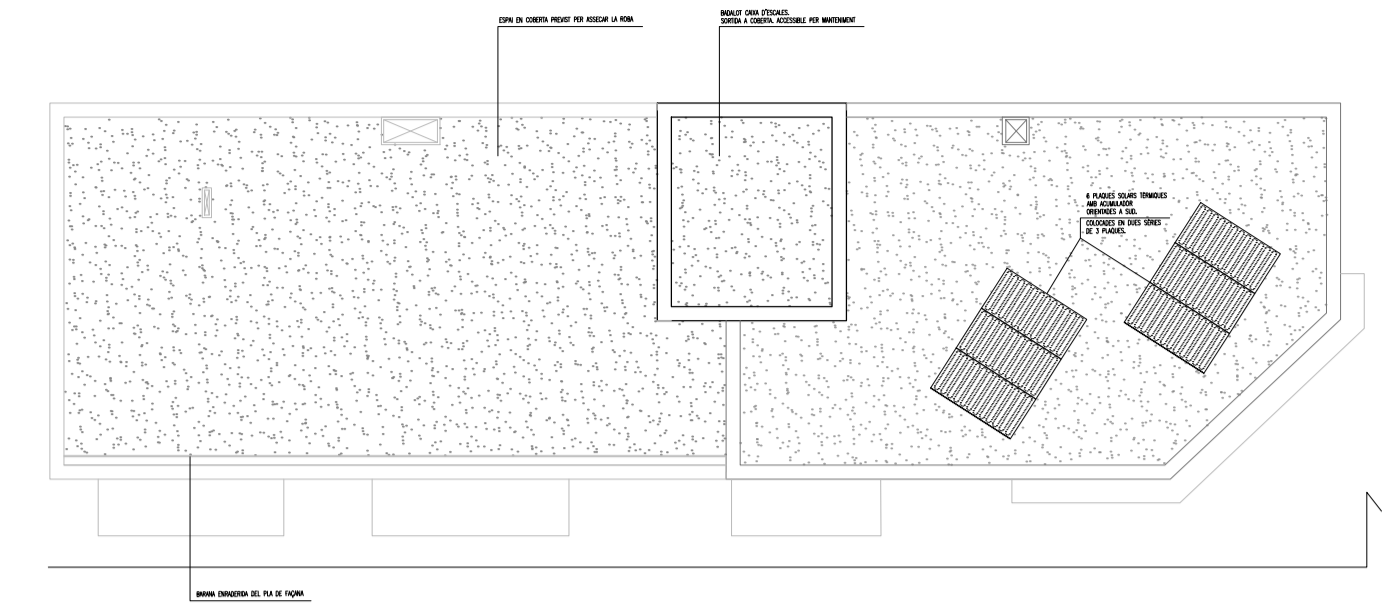 ESPAI EN COBERTA PREVIST PER ASSECAR LA ROBA
BADALOT CAIXA D'ESCALES.
SORTIDA A COBERTA. ACCESSIBLE PER MANTENIMENT
6 PLAQUES SOLARS TÈRMIQUES
AMB ACUMULADOR
ORIENTADES A SUD.
COLOCADES EN DUES SÈRIES
DE 3 PLAQUES.
BARANA ENRADERIDA DEL PLA DE FAÇANA